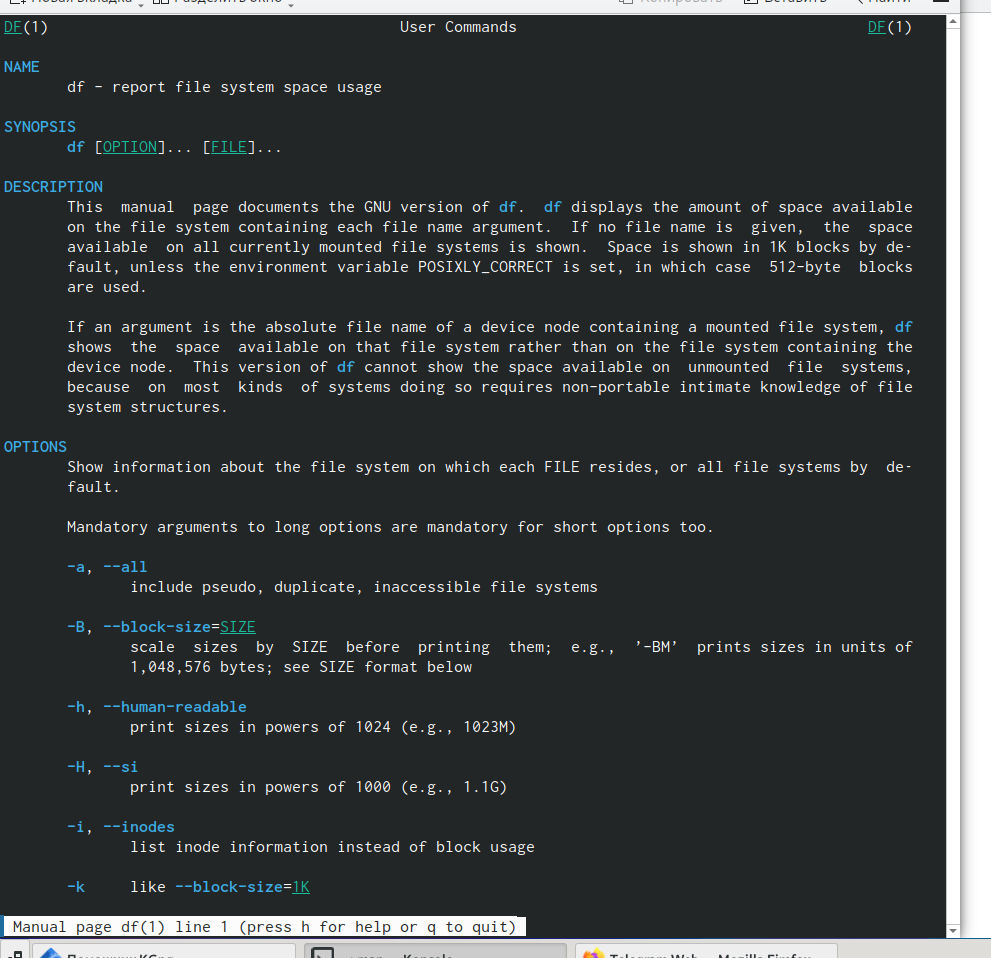 Новая вкладка Разделить окно Копировать Вставить Найти
DF(1) User Commands DF(1)
NAME
df - report file system space usage
SYNOPSIS
df [OPTION]... [FILE]...
DESCRIPTION
This manual page documents the GNU version of df. df displays the amount of space available
on the file system containing each file name argument. If no file name is given, the space
available on all currently mounted file systems is shown. Space is shown in 1K blocks by de-
fault, unless the environment variable POSIXLY_CORRECT is set, in which case 512-byte blocks
are used.
If an argument is the absolute file name of a device node containing a mounted file system, df
shows the space available on that file system rather than on the file system containing the
device node. This version of df cannot show the space available on unmounted file systems,
because on most kinds of systems doing so requires non-portable intimate knowledge of file
system structures.
OPTIONS
Show information about the file system on which each FILE resides, or all file systems by de-
fault.
Mandatory arguments to long options are mandatory for short options too.
-a, --all
include pseudo, duplicate, inaccessible file systems
-B, --block-size=SIZE
scale sizes by SIZE before printing them; e.g., ’-BM’ prints sizes in units of
1,048,576 bytes; see SIZE format below
-h, --human-readable
print sizes in powers of 1024 (e.g., 1023M)
-H, --si
print sizes in powers of 1000 (e.g., 1.1G)
-i, --inodes
list inode information instead of block usage
-k like --block-size=1K
Manual page df(1) line 1 (press h for help or q to quit)
Telegram Web — Mozilla Firefox